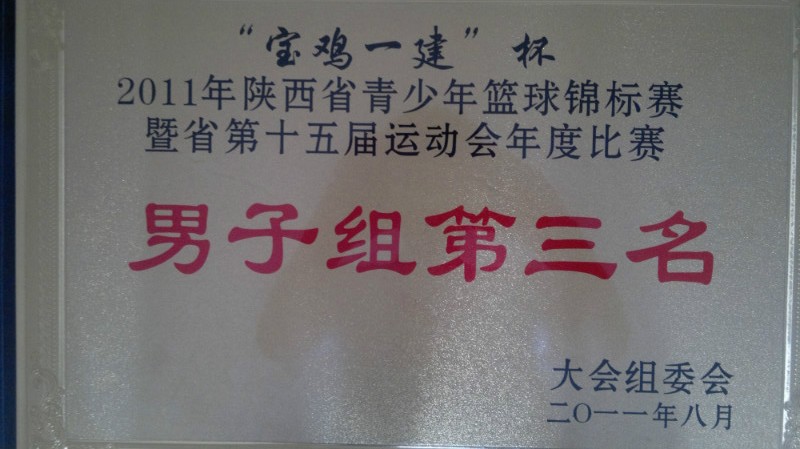 “宝鸡一建”杯
2011年陕西省青少年篮球锦标赛
暨省第十五届运动会年度比赛
男子组第三名
大会组委会
二〇一一年八月